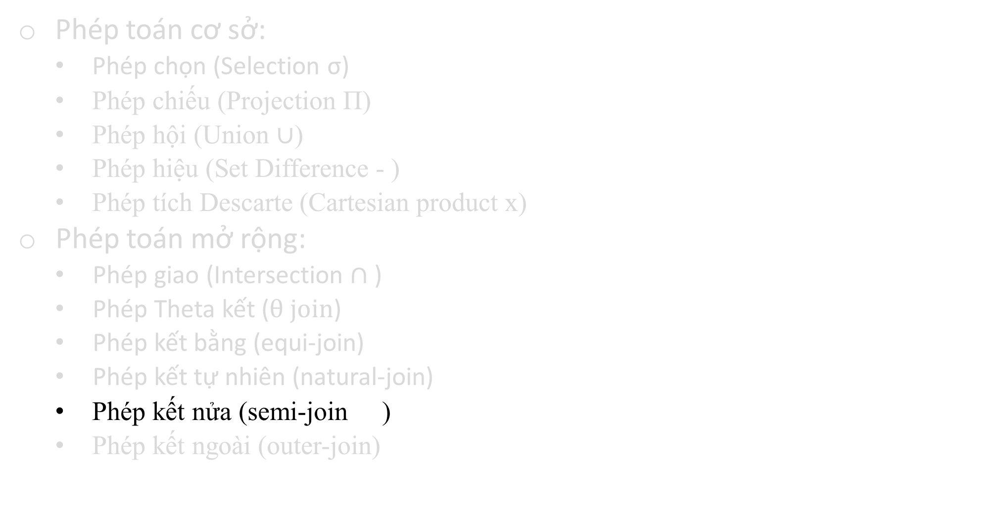 ○ Phép toán cơ sở:
• Phép chọn (Selection σ)
• Phép chiếu (Projection Π)
• Phép hội (Union ∪)
• Phép hiệu (Set Difference - )
• Phép tích Descarte (Cartesian product x)
○ Phép toán mở rộng:
• Phép giao (Intersection ∩ )
• Phép Theta kết (θ join)
• Phép kết bằng (equi-join)
• Phép kết tự nhiên (natural-join)
• Phép kết nửa (semi-join )
• Phép kết ngoài (outer-join)